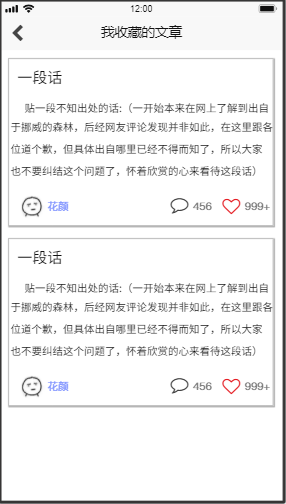 12:00
我收藏的文章
一段话
贴一段不知出处的话:（一开始本来在网上了解到出自
于挪威的森林，后经网友评论发现并非如此，在这里跟各
位道个歉，但具体出自哪里已经不得而知了，所以大家
也不要纠结这个问题了，怀着欣赏的心来看待这段话）
花颜 456 999+
一段话
贴一段不知出处的话:（一开始本来在网上了解到出自
于挪威的森林，后经网友评论发现并非如此，在这里跟各
位道个歉，但具体出自哪里已经不得而知了，所以大家
也不要纠结这个问题了，怀着欣赏的心来看待这段话）
花颜 456 999+